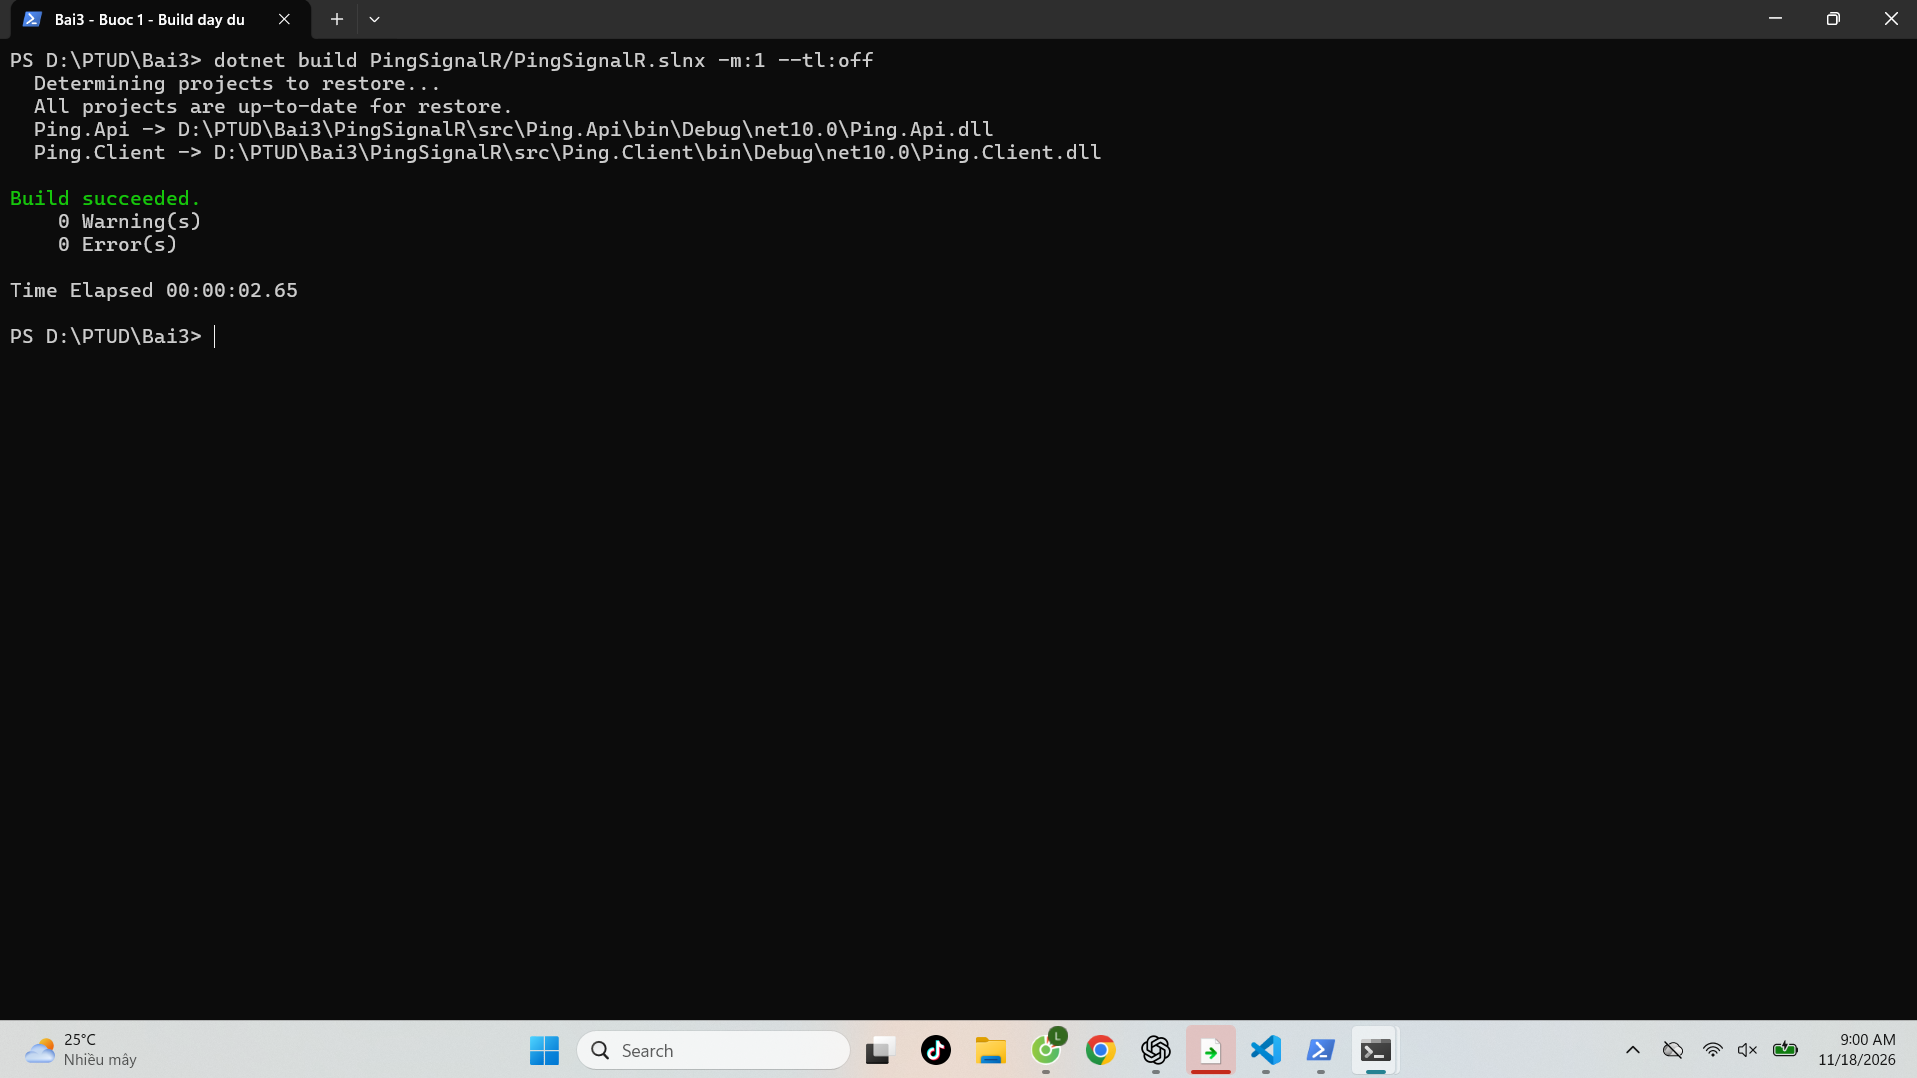 Bai3 - Buoc 1 - Build day du
PS D:\PTUD\Bai3> dotnet build PingSignalR/PingSignalR.slnx -m:1 --tl:off
Determining projects to restore...
All projects are up-to-date for restore.
Ping.Api -> D:\PTUD\Bai3\PingSignalR\src\Ping.Api\bin\Debug\net10.0\Ping.Api.dll
Ping.Client -> D:\PTUD\Bai3\PingSignalR\src\Ping.Client\bin\Debug\net10.0\Ping.Client.dll
Build succeeded.
0 Warning(s)
0 Error(s)
Time Elapsed 00:00:02.65
PS D:\PTUD\Bai3>
25°C
Nhiều mây
Search
L
9:00 AM
11/18/2026